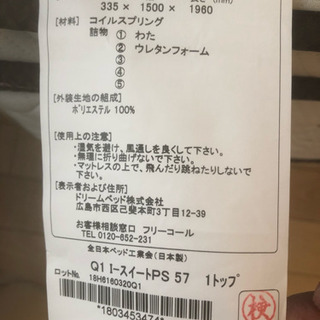 335 × 1500 × 1960
[材料] コイルスプリング
詰物 ① わた
② ウレタンフォーム
③
④
⑤
[外装生地の組成]
ポリエステル 100%
[使用上の注意]
・湿気を避け、風通しを良くして下さい。
・無理に折り曲げないで下さい。
・マットレスの上で、飛んだり跳ねたりしないで下さい。
[表示者および住所]
ドリームベッド株式会社
広島市西区己斐本町3丁目12-39
お客様相談窓口 フリーコール
TEL 0120-652-231
全日本ベッド工業会(日本製)
Q1 I-スイートPS 57 1トップ
ロットNo. 18H6160320Q1
*1803453474*
検